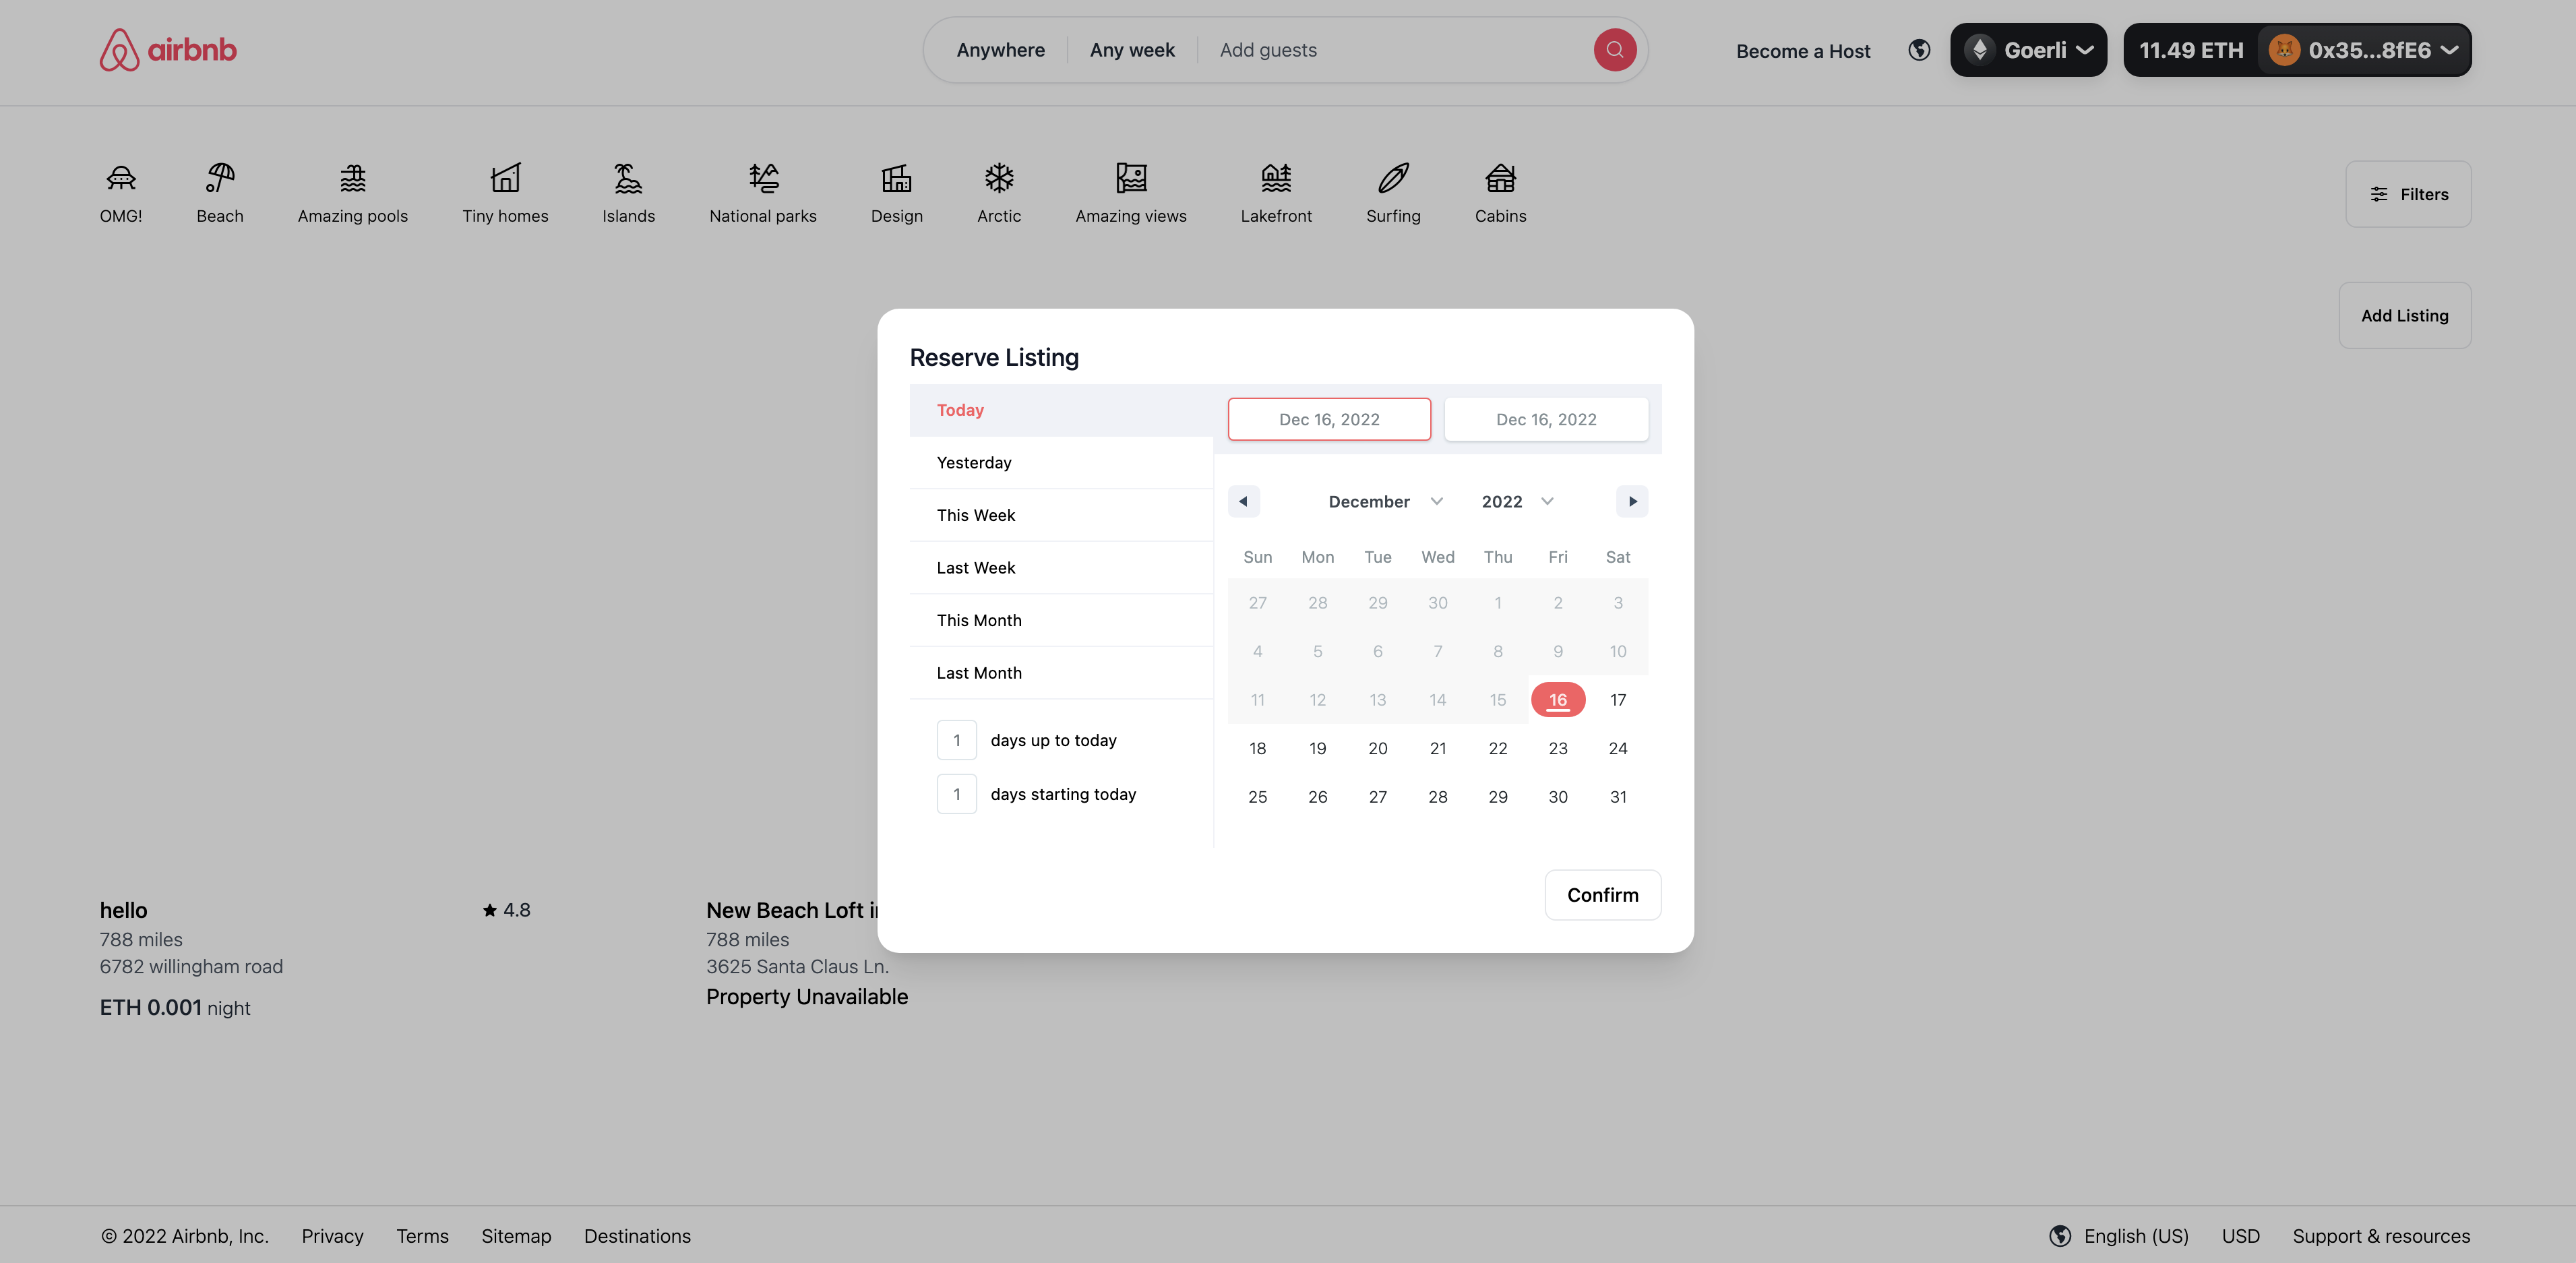 airbnb
Anywhere Any week Add guests
Become a Host
Goerli
11.49 ETH 0x35...8fE6
OMG! Beach Amazing pools Tiny homes Islands National parks Design Arctic Amazing views Lakefront Surfing Cabins
Filters
Add Listing
Reserve Listing
Today
Yesterday
This Week
Last Week
This Month
Last Month
1 days up to today
1 days starting today
Dec 16, 2022 Dec 16, 2022
December 2022
Sun Mon Tue Wed Thu Fri Sat
27 28 29 30 1 2 3
4 5 6 7 8 9 10
11 12 13 14 15 16 17
18 19 20 21 22 23 24
25 26 27 28 29 30 31
Confirm
hello 4.8
788 miles
6782 willingham road
ETH 0.001 night
New Beach Loft
788 miles
3625 Santa Claus Ln.
Property Unavailable
© 2022 Airbnb, Inc. Privacy Terms Sitemap Destinations
English (US) USD Support & resources